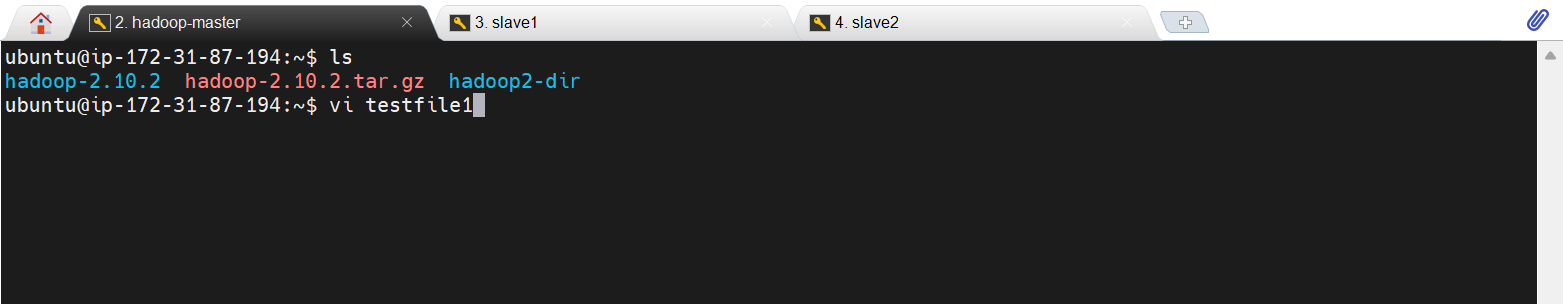 2. hadoop-master 3. slave1 4. slave2
ubuntu@ip-172-31-87-194:~$ ls
hadoop-2.10.2  hadoop-2.10.2.tar.gz  hadoop2-dir
ubuntu@ip-172-31-87-194:~$ vi testfile1